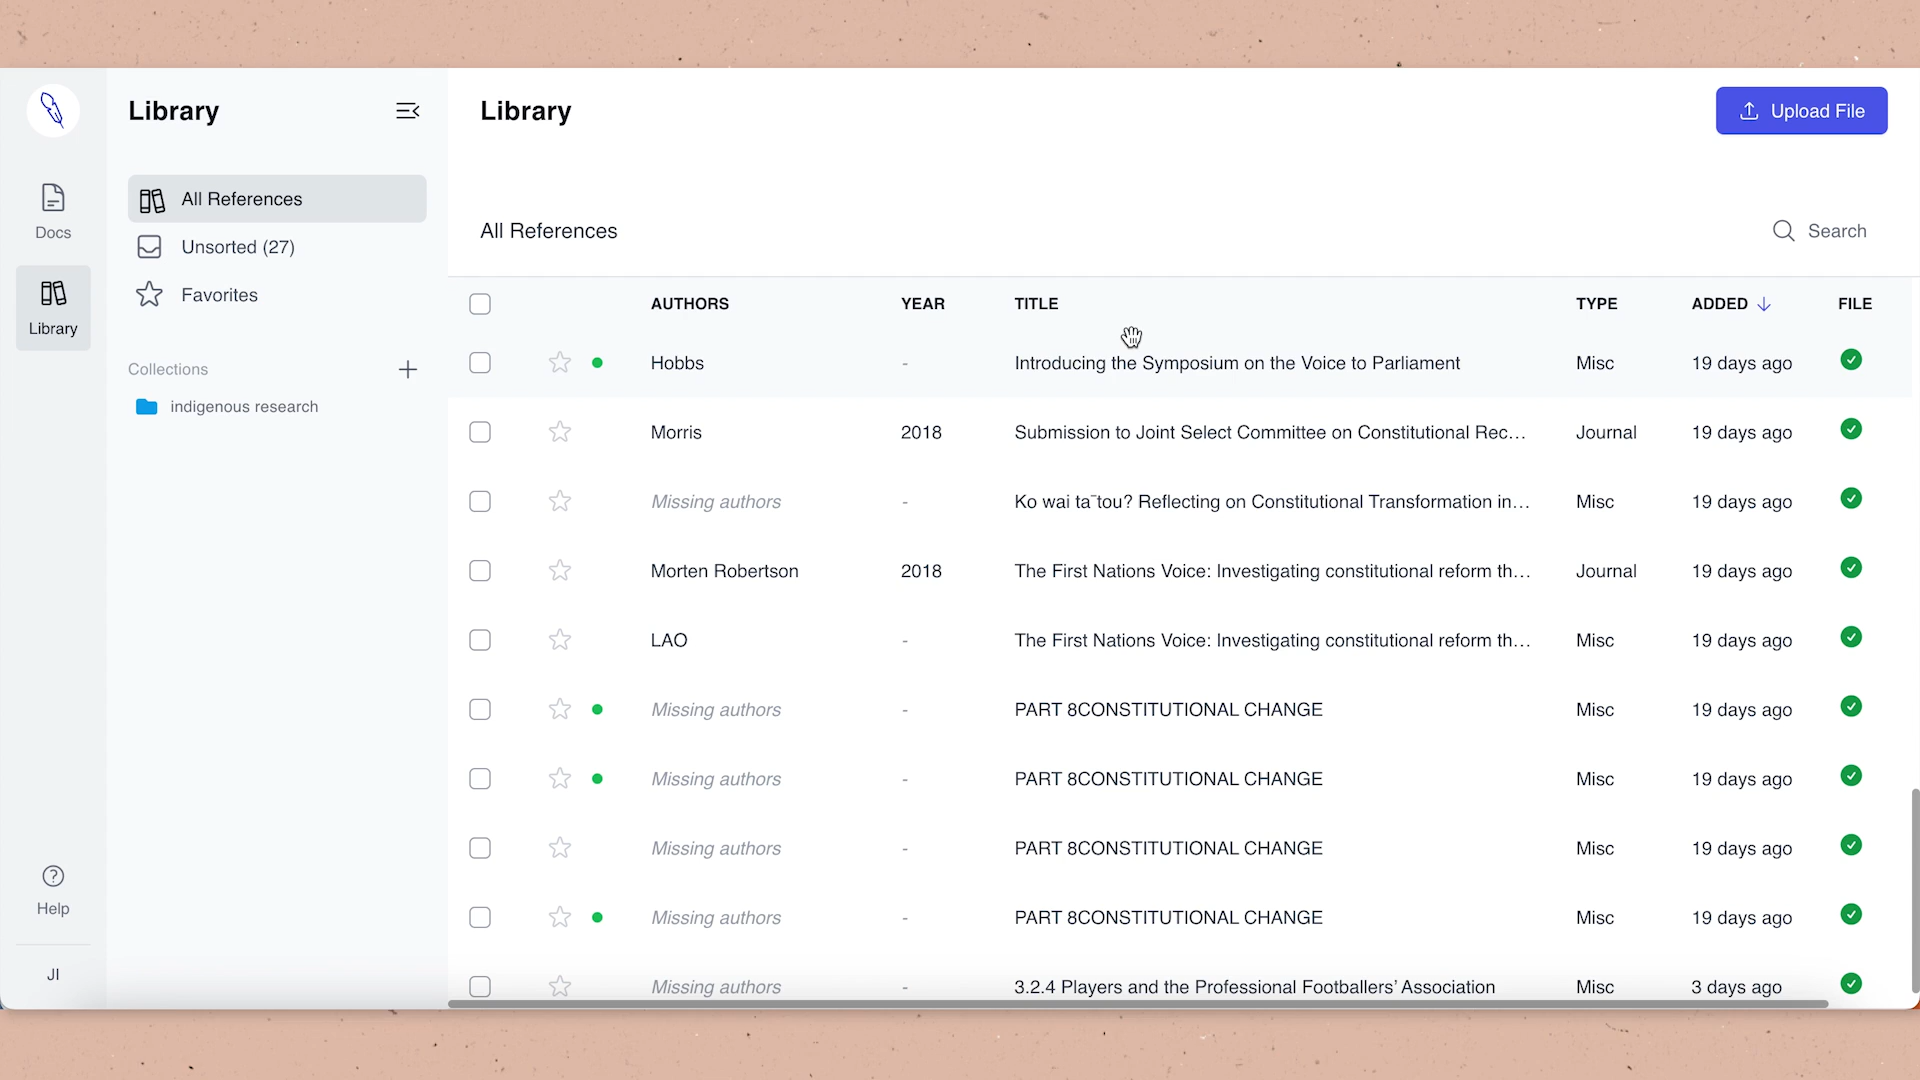 Library
Library
Upload File
All References
Docs
Unsorted (27)
All References
Search
Favorites
Library
AUTHORS YEAR TITLE TYPE ADDED FILE
Collections
Hobbs - Introducing the Symposium on the Voice to Parliament Misc 19 days ago
indigenous research
Morris 2018 Submission to Joint Select Committee on Constitutional Rec... Journal 19 days ago
Missing authors - Ko wai ta¯tou? Reflecting on Constitutional Transformation in... Misc 19 days ago
Morten Robertson 2018 The First Nations Voice: Investigating constitutional reform th... Journal 19 days ago
LAO - The First Nations Voice: Investigating constitutional reform th... Misc 19 days ago
Missing authors - PART 8CONSTITUTIONAL CHANGE Misc 19 days ago
Missing authors - PART 8CONSTITUTIONAL CHANGE Misc 19 days ago
Missing authors - PART 8CONSTITUTIONAL CHANGE Misc 19 days ago
Missing authors - PART 8CONSTITUTIONAL CHANGE Misc 19 days ago
Help
JI
Missing authors - 3.2.4 Players and the Professional Footballers’ Association Misc 3 days ago